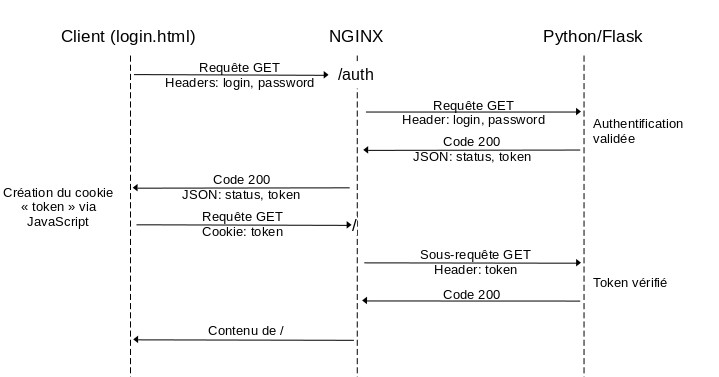 Client (login.html)
NGINX
Python/Flask
Requête GET
Headers: login, password
/auth
Requête GET
Header: login, password
Authentification
validée
Code 200
JSON: status, token
Code 200
JSON: status, token
Création du cookie
« token » via
JavaScript
Requête GET
Cookie: token
/
Sous-requête GET
Header: token
Token vérifié
Code 200
Contenu de /